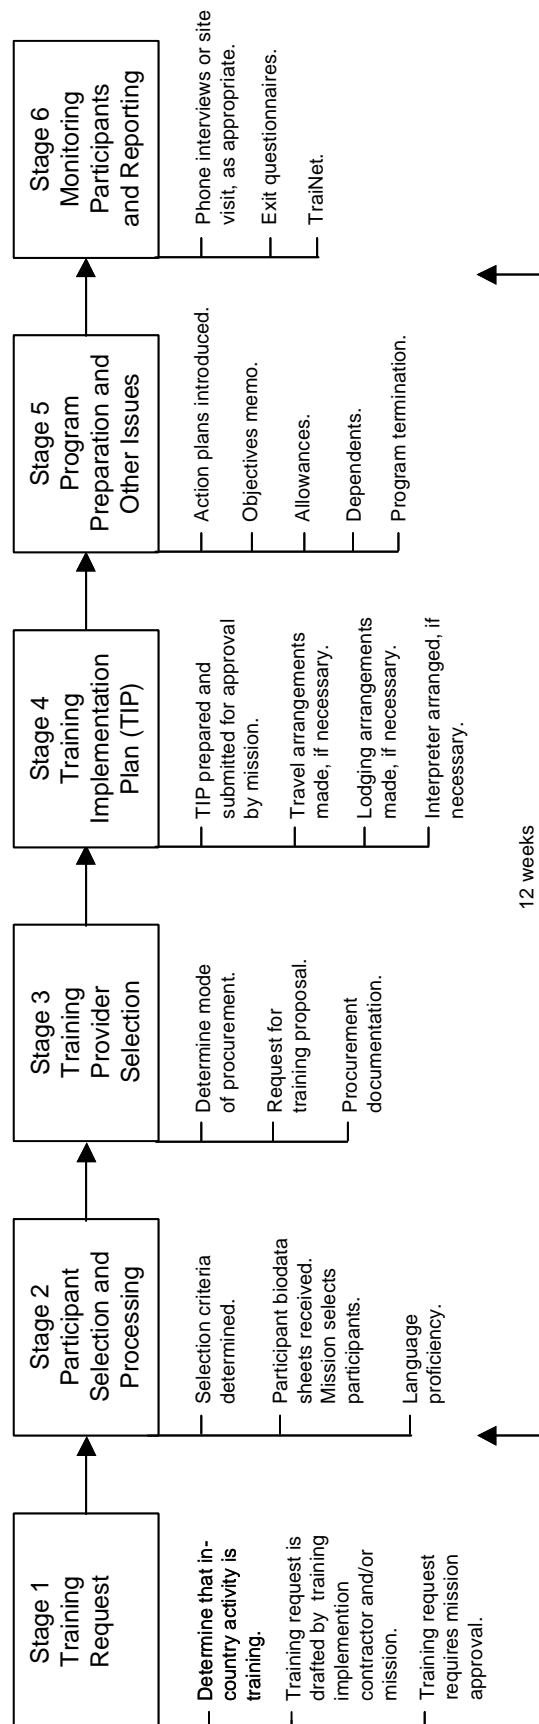 Stage 1
Training
Request
Determine that in-
country activity is
training.
Training request is
drafted by training
implemention
contractor and/or
mission.
Training request
requires mission
approval.
Stage 2
Participant
Selection and
Processing
Selection criteria
determined.
Participant biodata
sheets received.
Mission selects
participants.
Language
proficiency.
Stage 3
Training
Provider
Selection
Determine mode
of procurement.
Request for
training proposal.
Procurement
documentation.
Stage 4
Training
Implementation
Plan (TIP)
TIP prepared and
submitted for approval
by mission.
Travel arrangements
made, if necessary.
Lodging arrangements
made, if necessary.
Interpreter arranged, if
necessary.
Stage 5
Program
Preparation and
Other Issues
Action plans introduced.
Objectives memo.
Allowances.
Dependents.
Program termination.
Stage 6
Monitoring
Participants
and Reporting
Phone interviews or site
visit, as appropriate.
Exit questionnaires.
TraiNet.
12 weeks